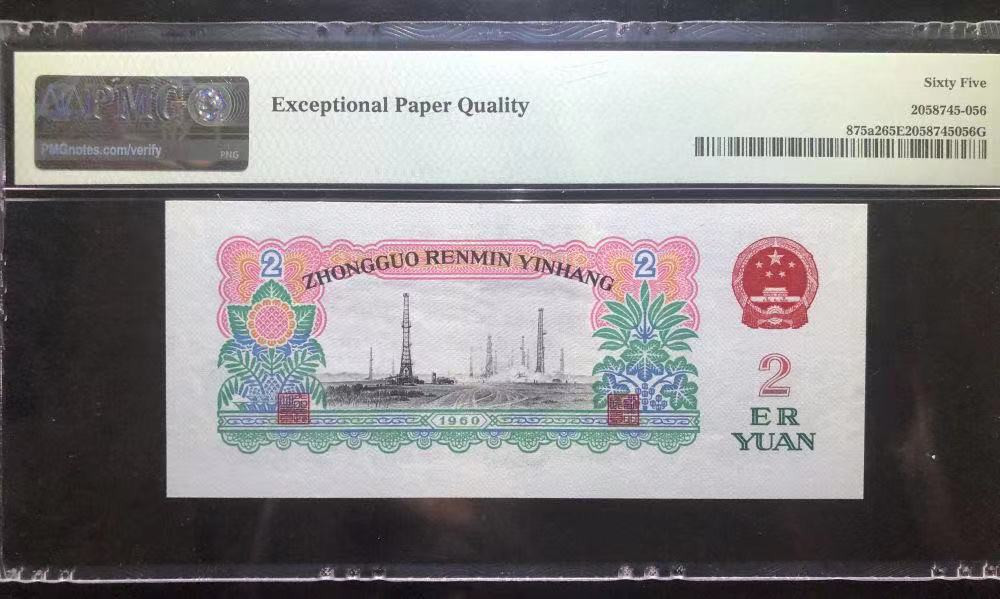 PMG
PMGnotes.com/verify
PNG
Exceptional Paper Quality
Sixty Five
2058745-056
875a265E2058745056G
2
ZHONGGUO RENMIN YINHANG
2
1960
2
ER
YUAN